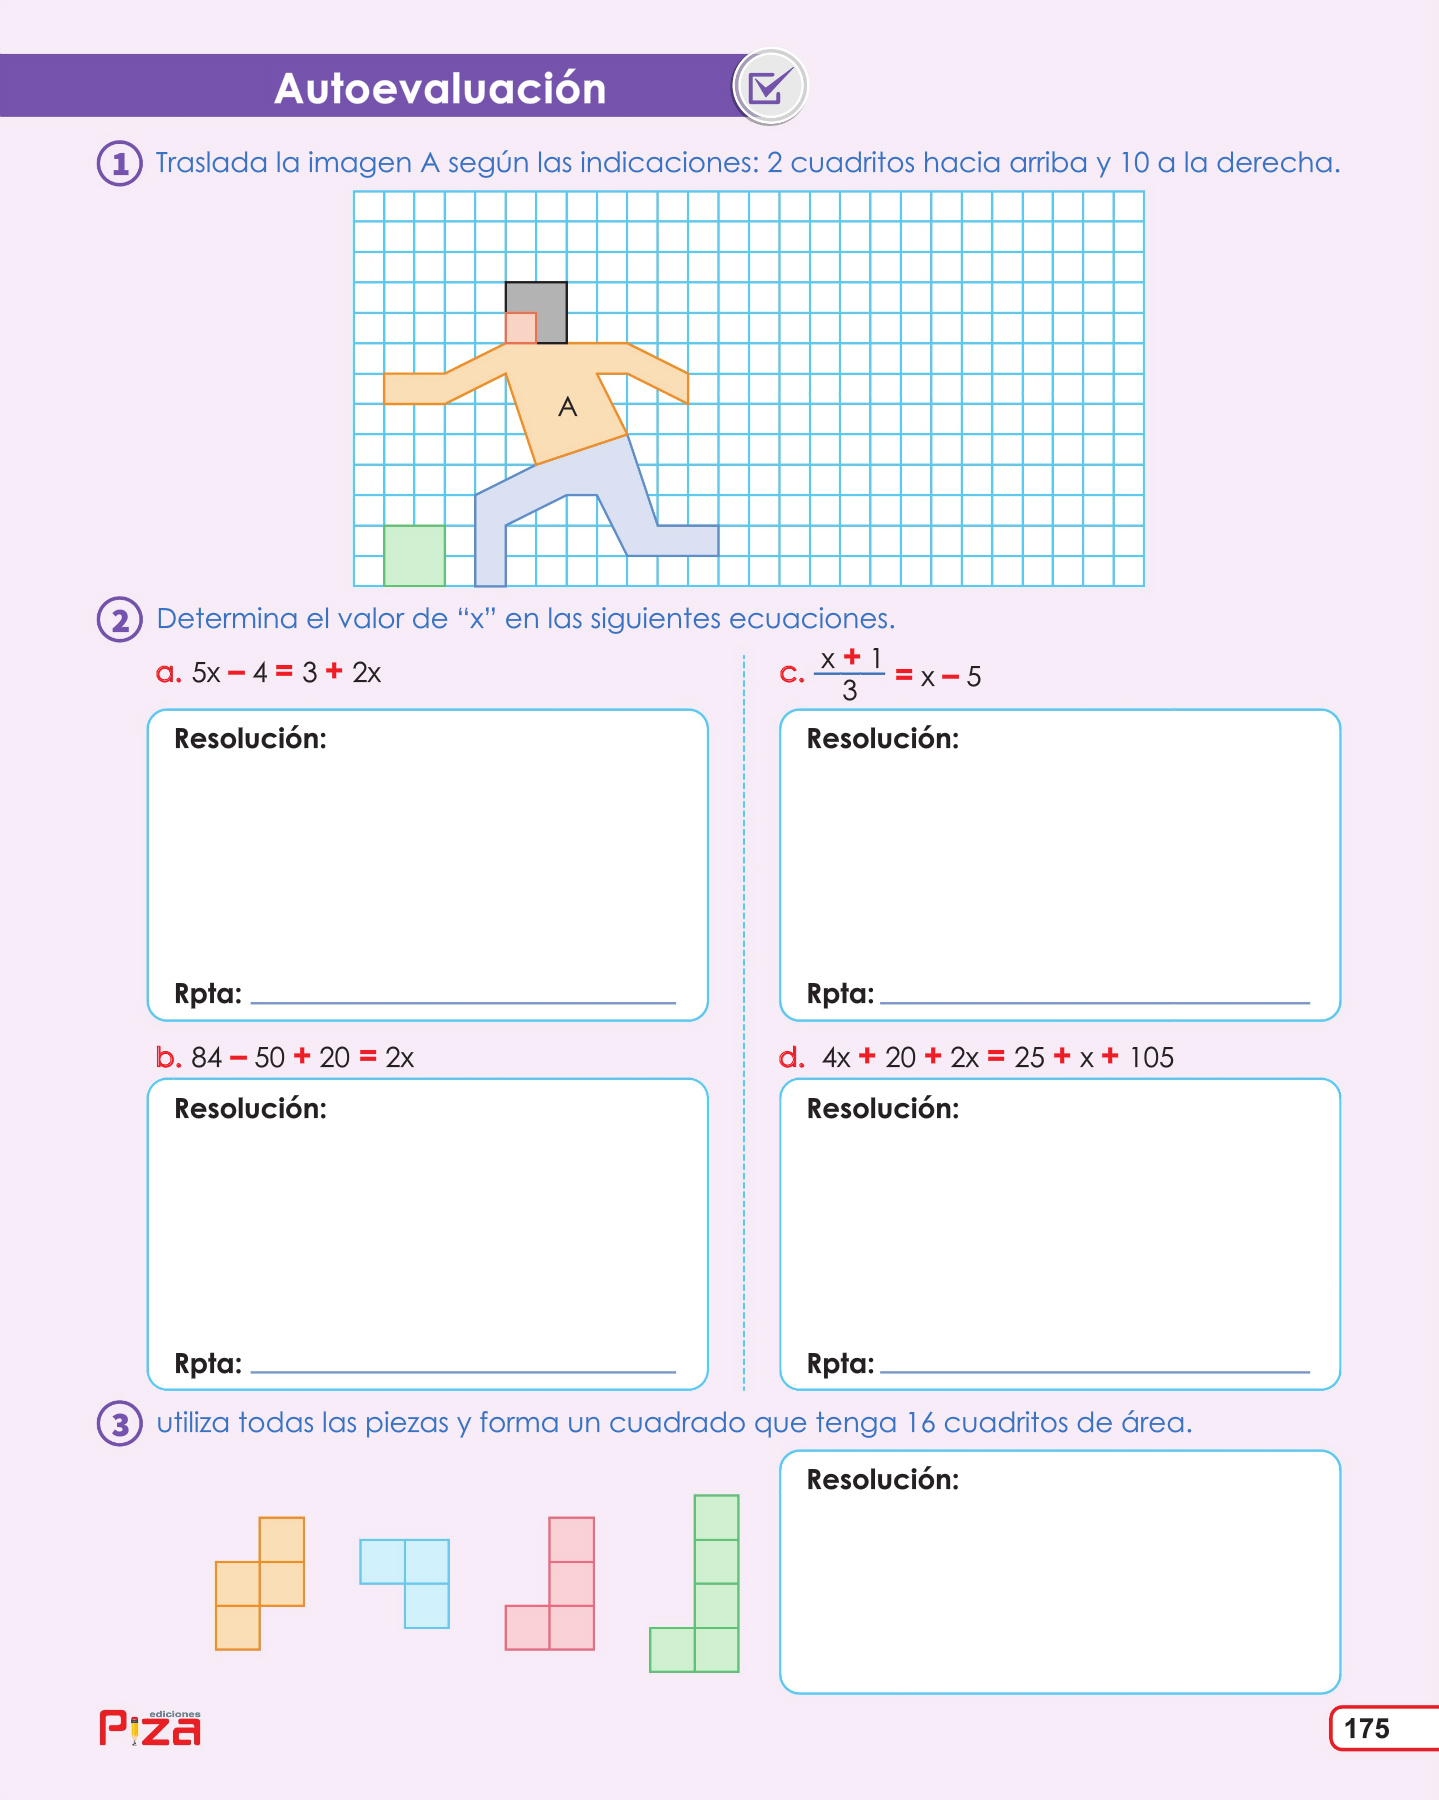 Autoevaluación
1 Traslada la imagen A según las indicaciones: 2 cuadritos hacia arriba y 10 a la derecha.
A
2 Determina el valor de “x” en las siguientes ecuaciones.
a. 5x – 4 = 3 + 2x
Resolución:
Rpta:
b. 84 – 50 + 20 = 2x
Resolución:
Rpta:
c. x + 1
3
= x – 5
Resolución:
Rpta:
d. 4x + 20 + 2x = 25 + x + 105
Resolución:
Rpta:
3 utiliza todas las piezas y forma un cuadrado que tenga 16 cuadritos de área.
Resolución:
ediciones
Piza
175